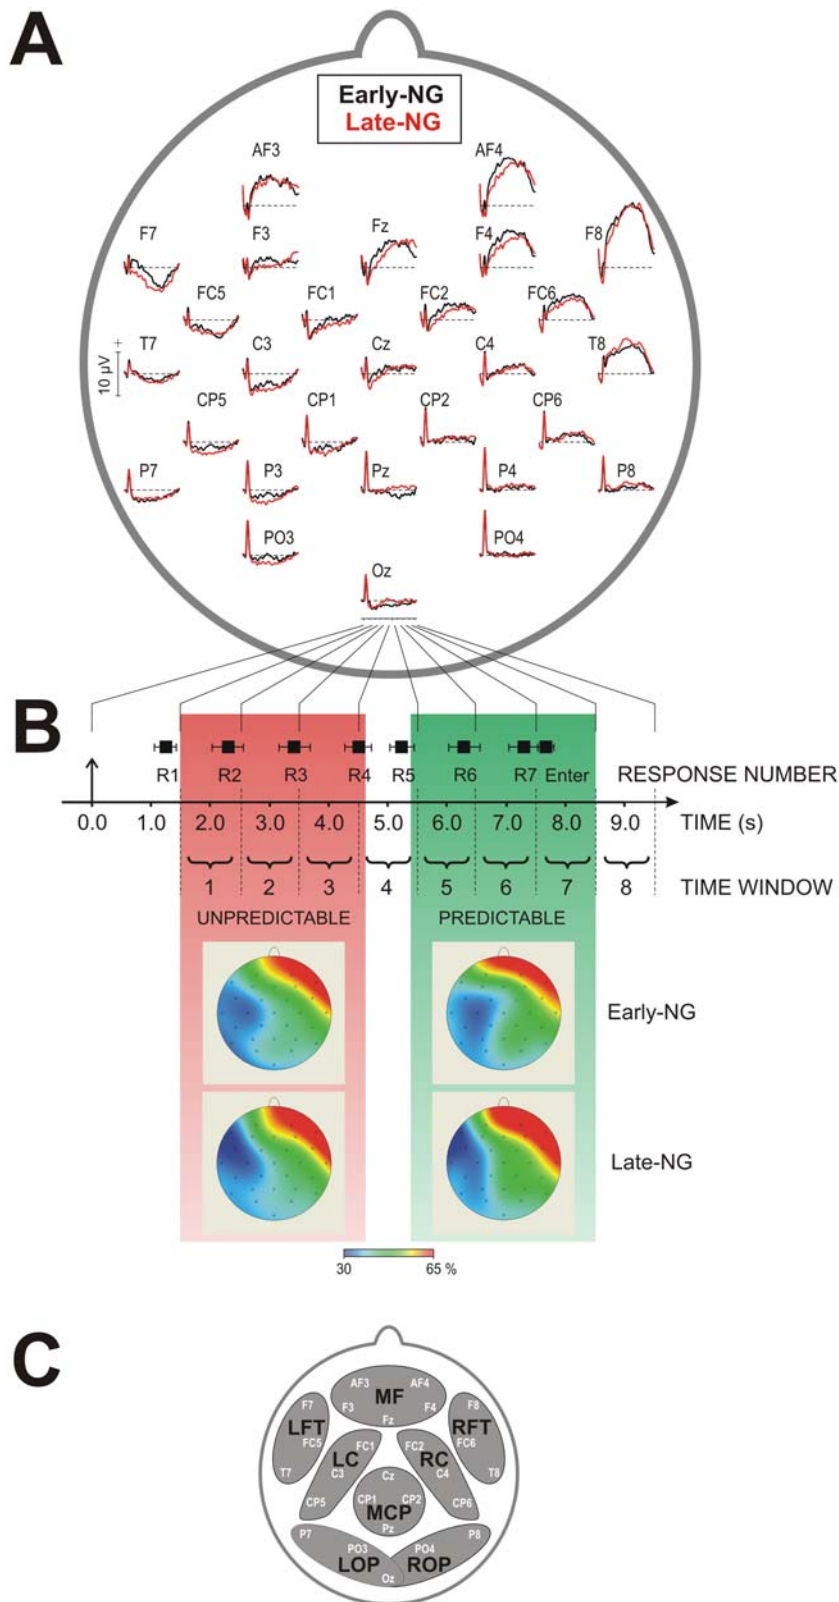 A
Early-NG
Late-NG
AF3 AF4
F7 F3 Fz F4 F8
FC5 FC1 FC2 FC6
T7 C3 Cz C4 T8
10 µV +
CP5 CP1 CP2 CP6
P7 P3 Pz P4 P8
PO3 PO4
Oz
B
R1 R2 R3 R4 R5 R6 R7 Enter RESPONSE NUMBER
0.0 1.0 2.0 3.0 4.0 5.0 6.0 7.0 8.0 9.0 TIME (s)
1 2 3 4 5 6 7 8 TIME WINDOW
UNPREDICTABLE PREDICTABLE
Early-NG
Late-NG
30 65 %
C
AF3 AF4
MF
F7 F3 F4 F8
Fz
LFT RFT
FC5 FC1 FC2 FC6
LC RC
T7 C3 Cz C4 T8
CP5 CP1 CP2 CP6
MCP
Pz
P7 P8
PO3 PO4
LOP ROP
Oz